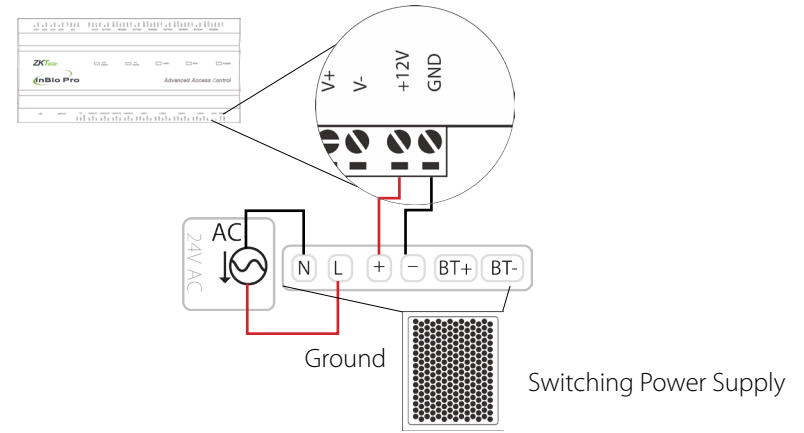 ZKTeco
inBio Pro
Advanced Access Control
V+
V-
+12V
GND
AC
24V AC
N
L
+
−
BT+
BT-
Ground
Switching Power Supply